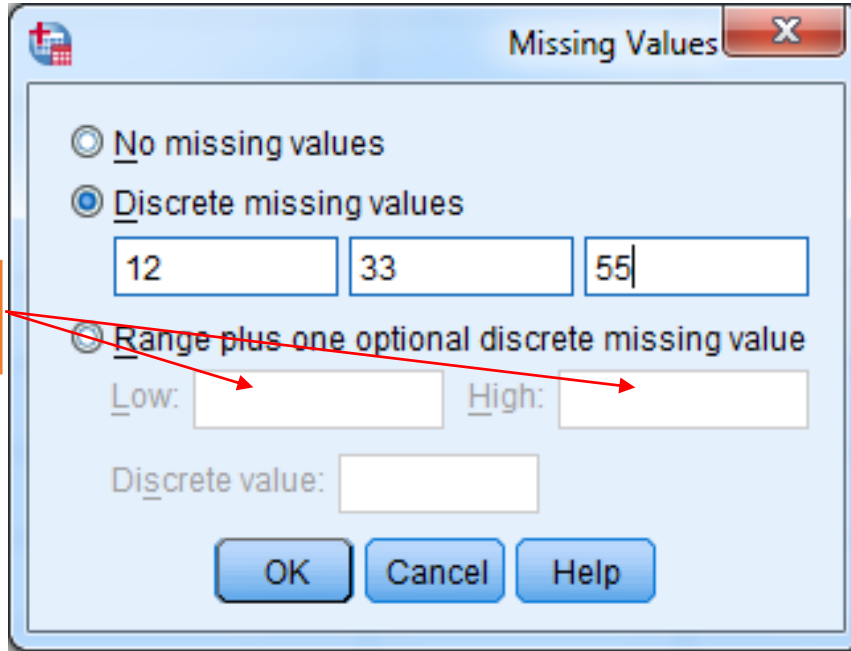 Missing Values
No missing values
Discrete missing values
12 33 55
Range plus one optional discrete missing value
Low: High:
Discrete value:
OK Cancel Help